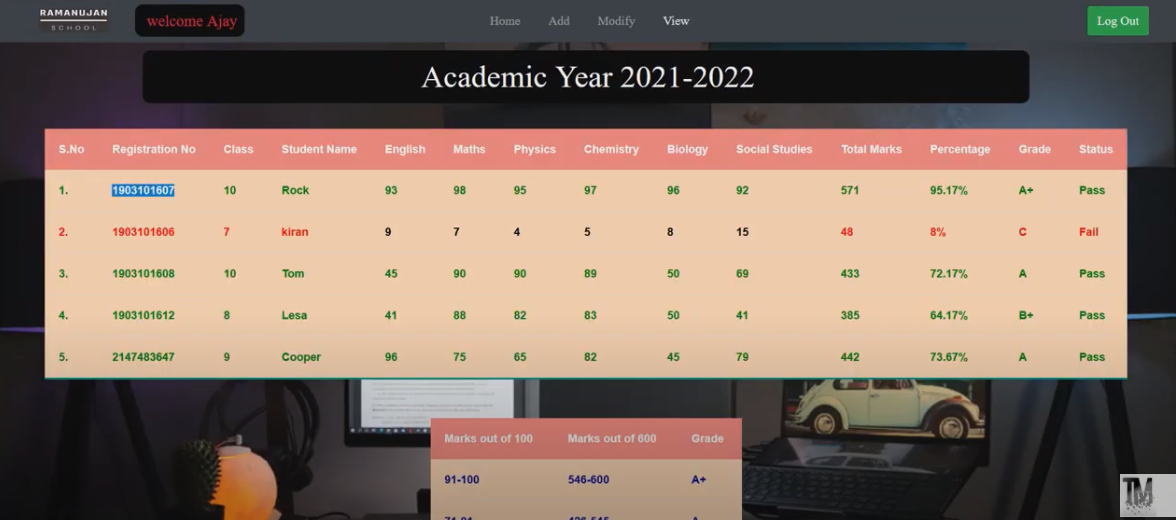 RAMANUJAN
SCHOOL
welcome Ajay
Home Add Modify View
Log Out
Academic Year 2021-2022
S.No Registration No Class Student Name English Maths Physics Chemistry Biology Social Studies Total Marks Percentage Grade Status
1. 1903101607 10 Rock 93 98 95 97 96 92 571 95.17% A+ Pass
2. 1903101606 7 kiran 9 7 4 5 8 15 48 8% C Fail
3. 1903101608 10 Tom 45 90 90 89 50 69 433 72.17% A Pass
4. 1903101612 8 Lesa 41 88 82 83 50 41 385 64.17% B+ Pass
5. 2147483647 9 Cooper 96 75 65 82 45 79 442 73.67% A Pass
Marks out of 100 Marks out of 600 Grade
91-100 546-600 A+
TM